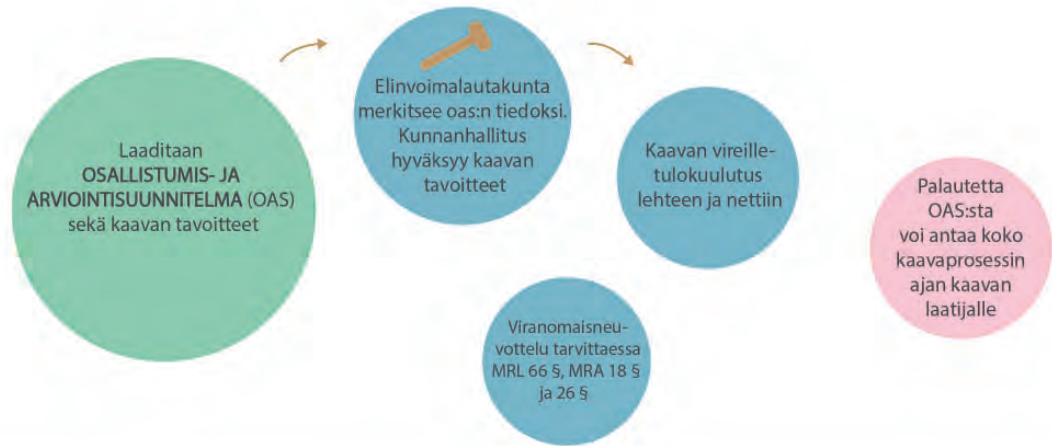 Laaditaan
OSALLISTUMIS- JA
ARVIOINTISUUNNITELMA (OAS)
sekä kaavan tavoitteet
Elinvoimalautakunta
merkitsee oas:n tiedoksi.
Kunnanhallitus
hyväksyy kaavan
tavoitteet
Kaavan vireille-
tulokuulutus
lehteen ja nettiin
Viranomaisneu-
vottelu tarvittaessa
MRL 66 §, MRA 18 §
ja 26 §
Palautetta
OAS:sta
voi antaa koko
kaavaprosessin
ajan kaavan
laatijalle